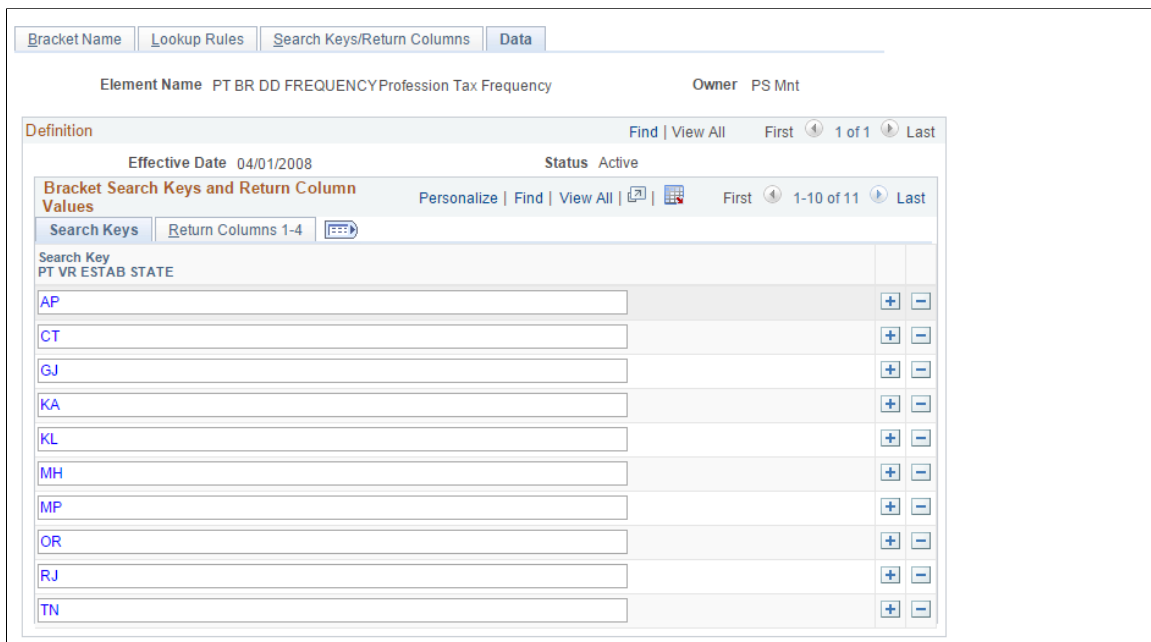 Bracket Name Lookup Rules Search Keys/Return Columns Data
Element Name PT BR DD FREQUENCY Profession Tax Frequency Owner PS Mnt
Definition Find | View All First 1 of 1 Last
Effective Date 04/01/2008 Status Active
Bracket Search Keys and Return Column
Values Personalize | Find | View All | | First 1-10 of 11 Last
Search Keys Return Columns 1-4
Search Key
PT VR ESTAB STATE
AP
CT
GJ
KA
KL
MH
MP
OR
RJ
TN